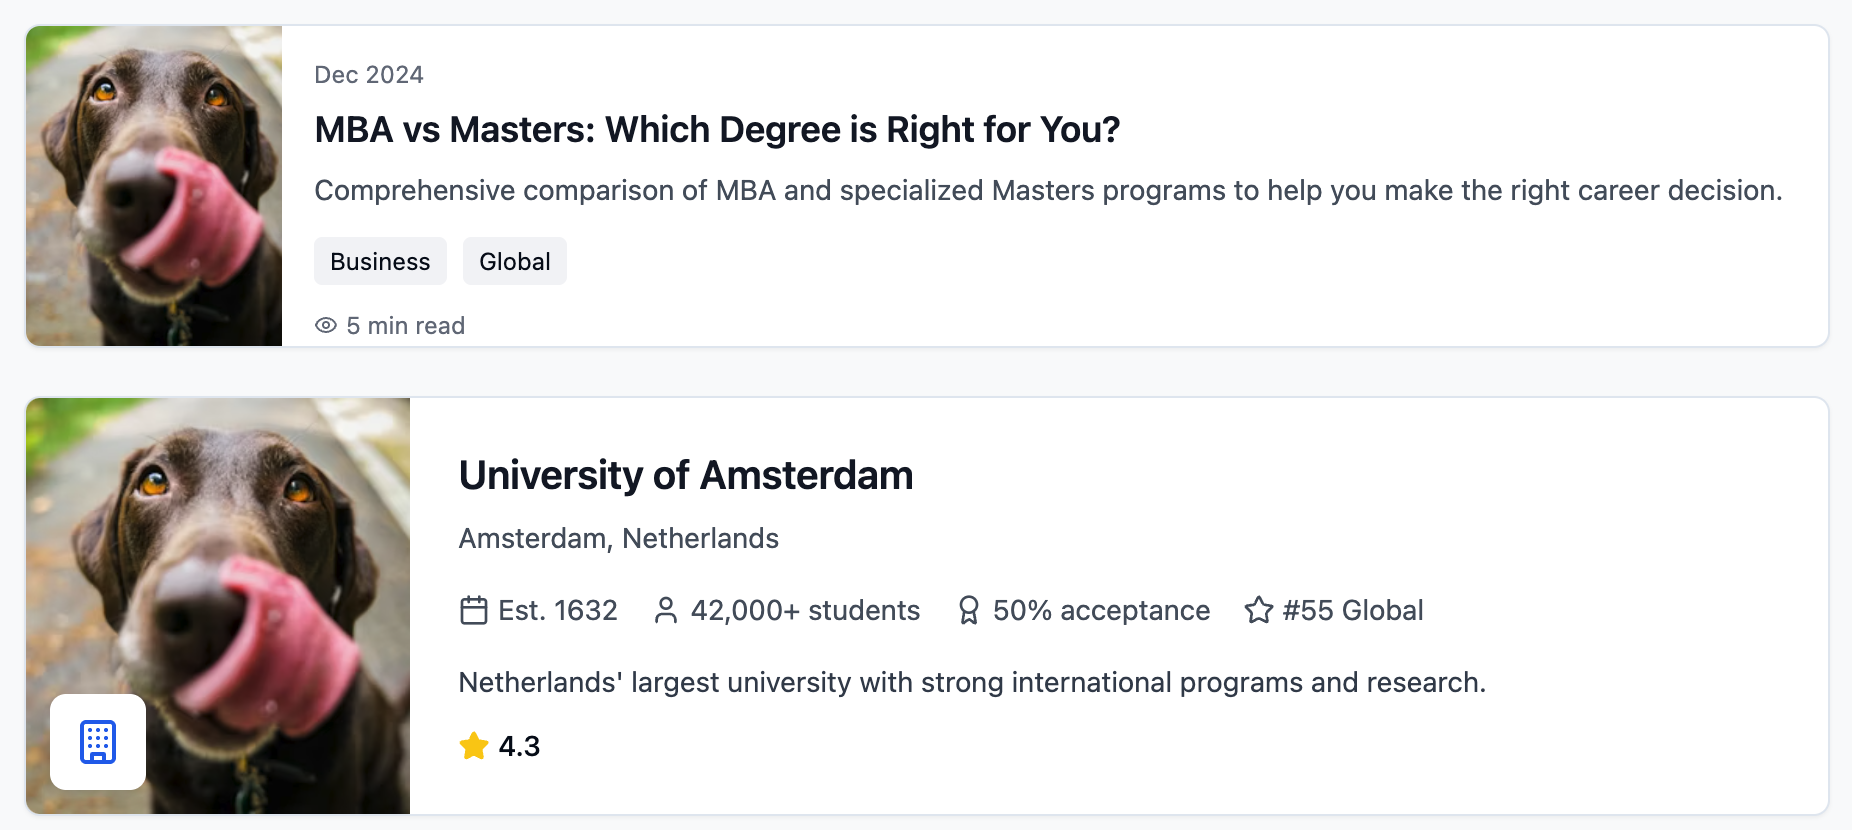 Dec 2024
MBA vs Masters: Which Degree is Right for You?
Comprehensive comparison of MBA and specialized Masters programs to help you make the right career decision.
Business Global
5 min read
University of Amsterdam
Amsterdam, Netherlands
Est. 1632 42,000+ students 50% acceptance #55 Global
Netherlands' largest university with strong international programs and research.
4.3